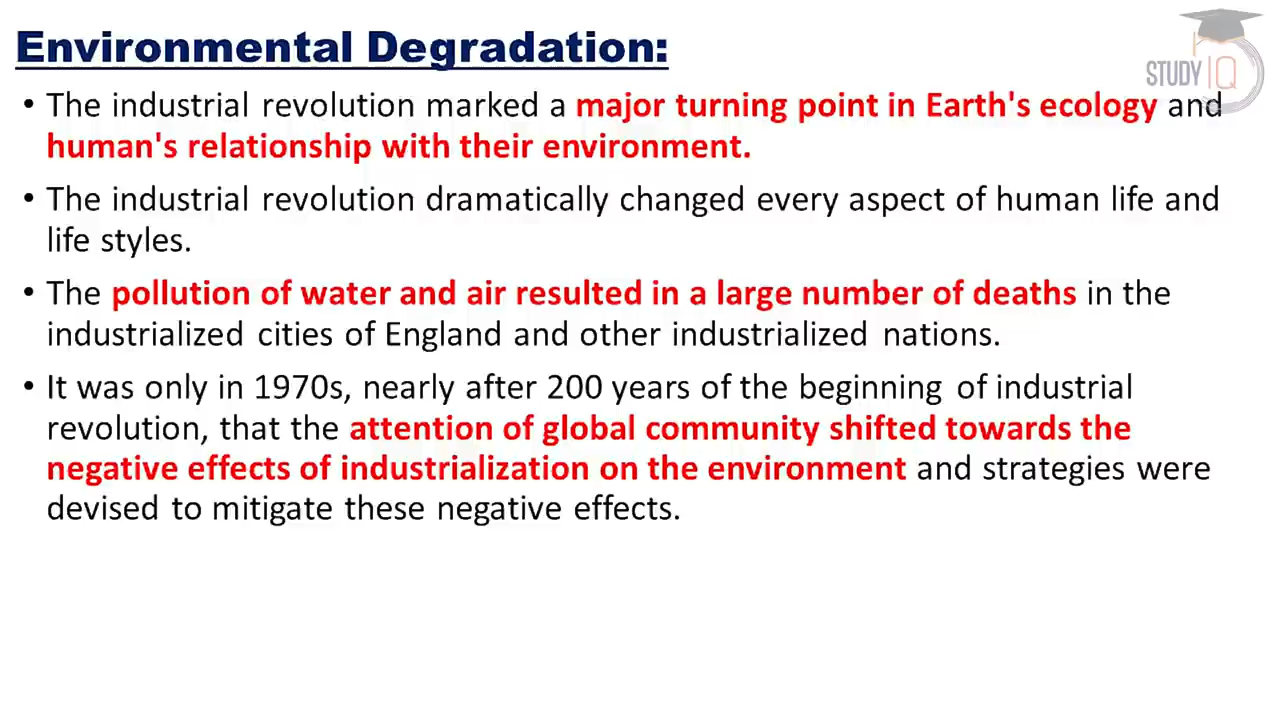 Environmental Degradation:
STUDY IQ
• The industrial revolution marked a major turning point in Earth's ecology and
human's relationship with their environment.
• The industrial revolution dramatically changed every aspect of human life and
life styles.
• The pollution of water and air resulted in a large number of deaths in the
industrialized cities of England and other industrialized nations.
• It was only in 1970s, nearly after 200 years of the beginning of industrial
revolution, that the attention of global community shifted towards the
negative effects of industrialization on the environment and strategies were
devised to mitigate these negative effects.